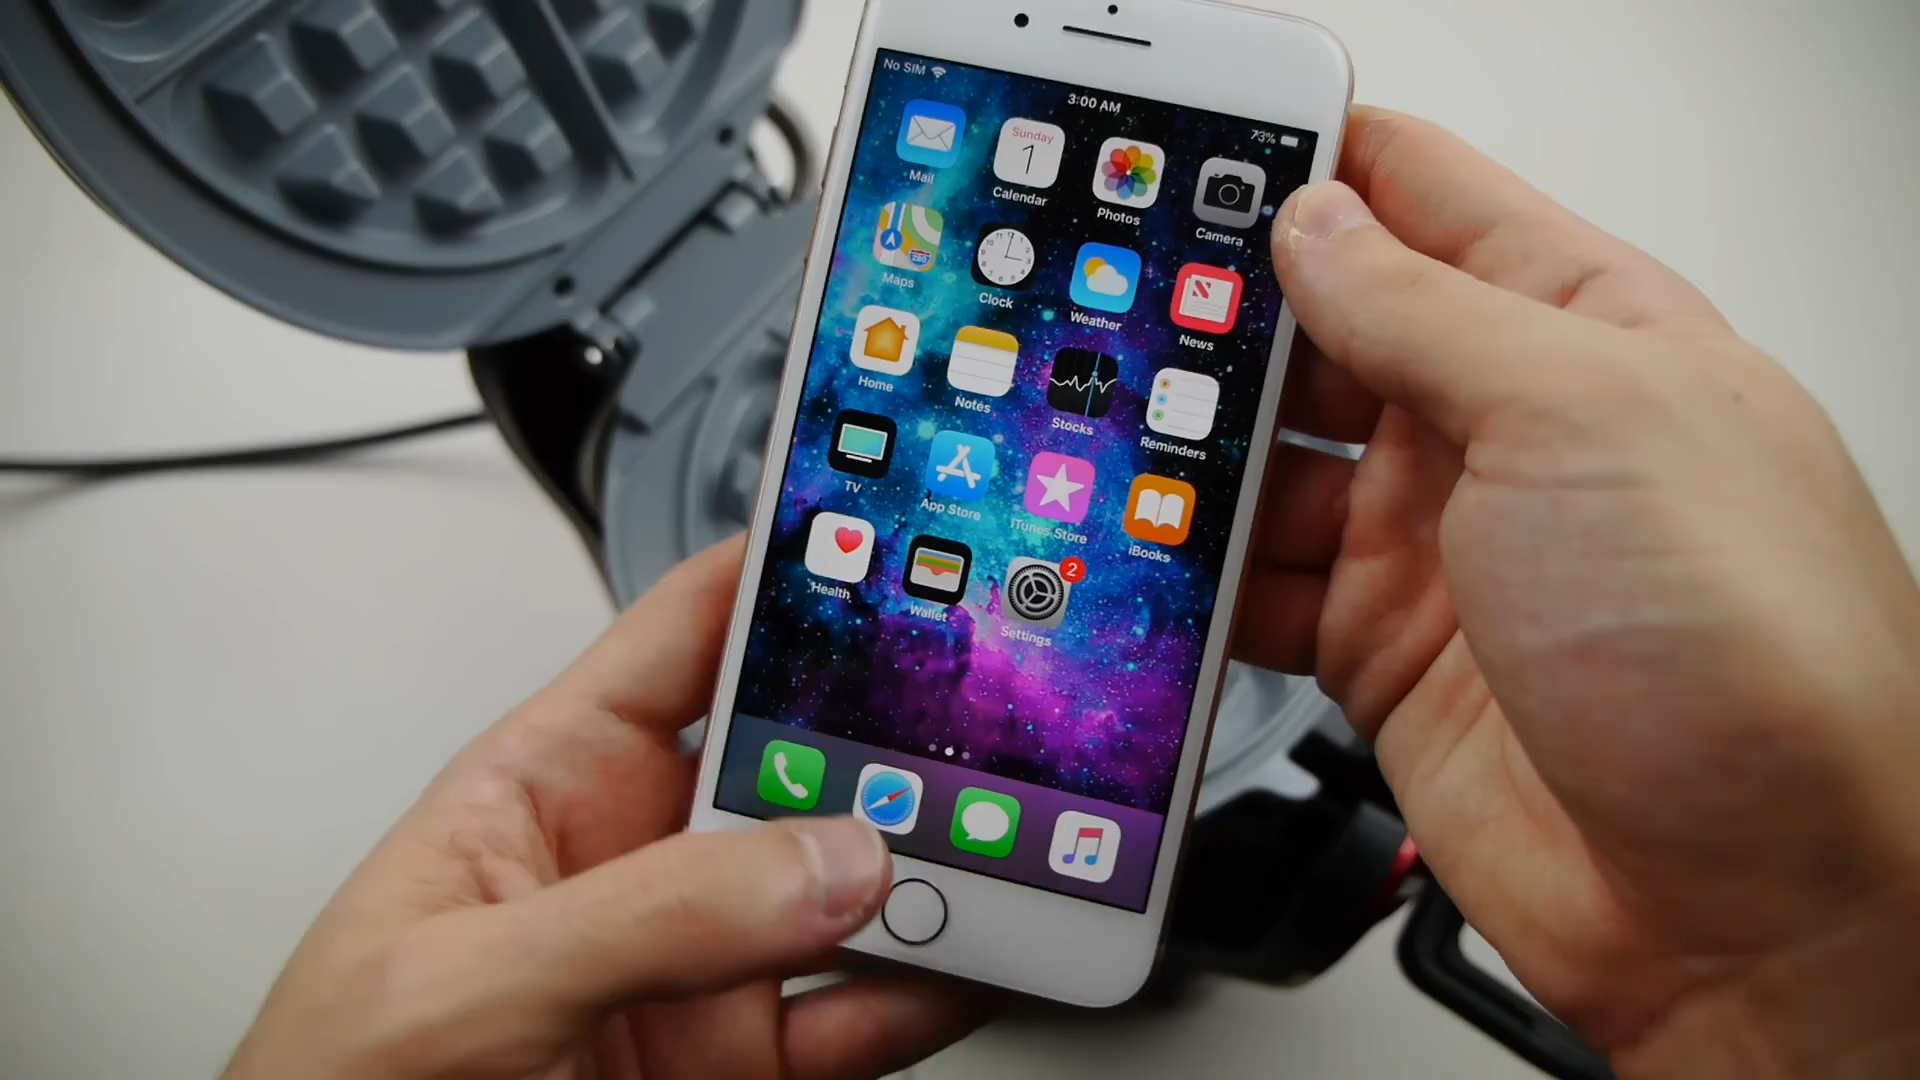 No SIM
3:00 AM
73%
Mail
Sunday
1
Calendar
Photos
Camera
Maps
280
Clock
Weather
News
Home
Notes
Stocks
Reminders
TV
App Store
iTunes Store
iBooks
Health
Wallet
2
Settings